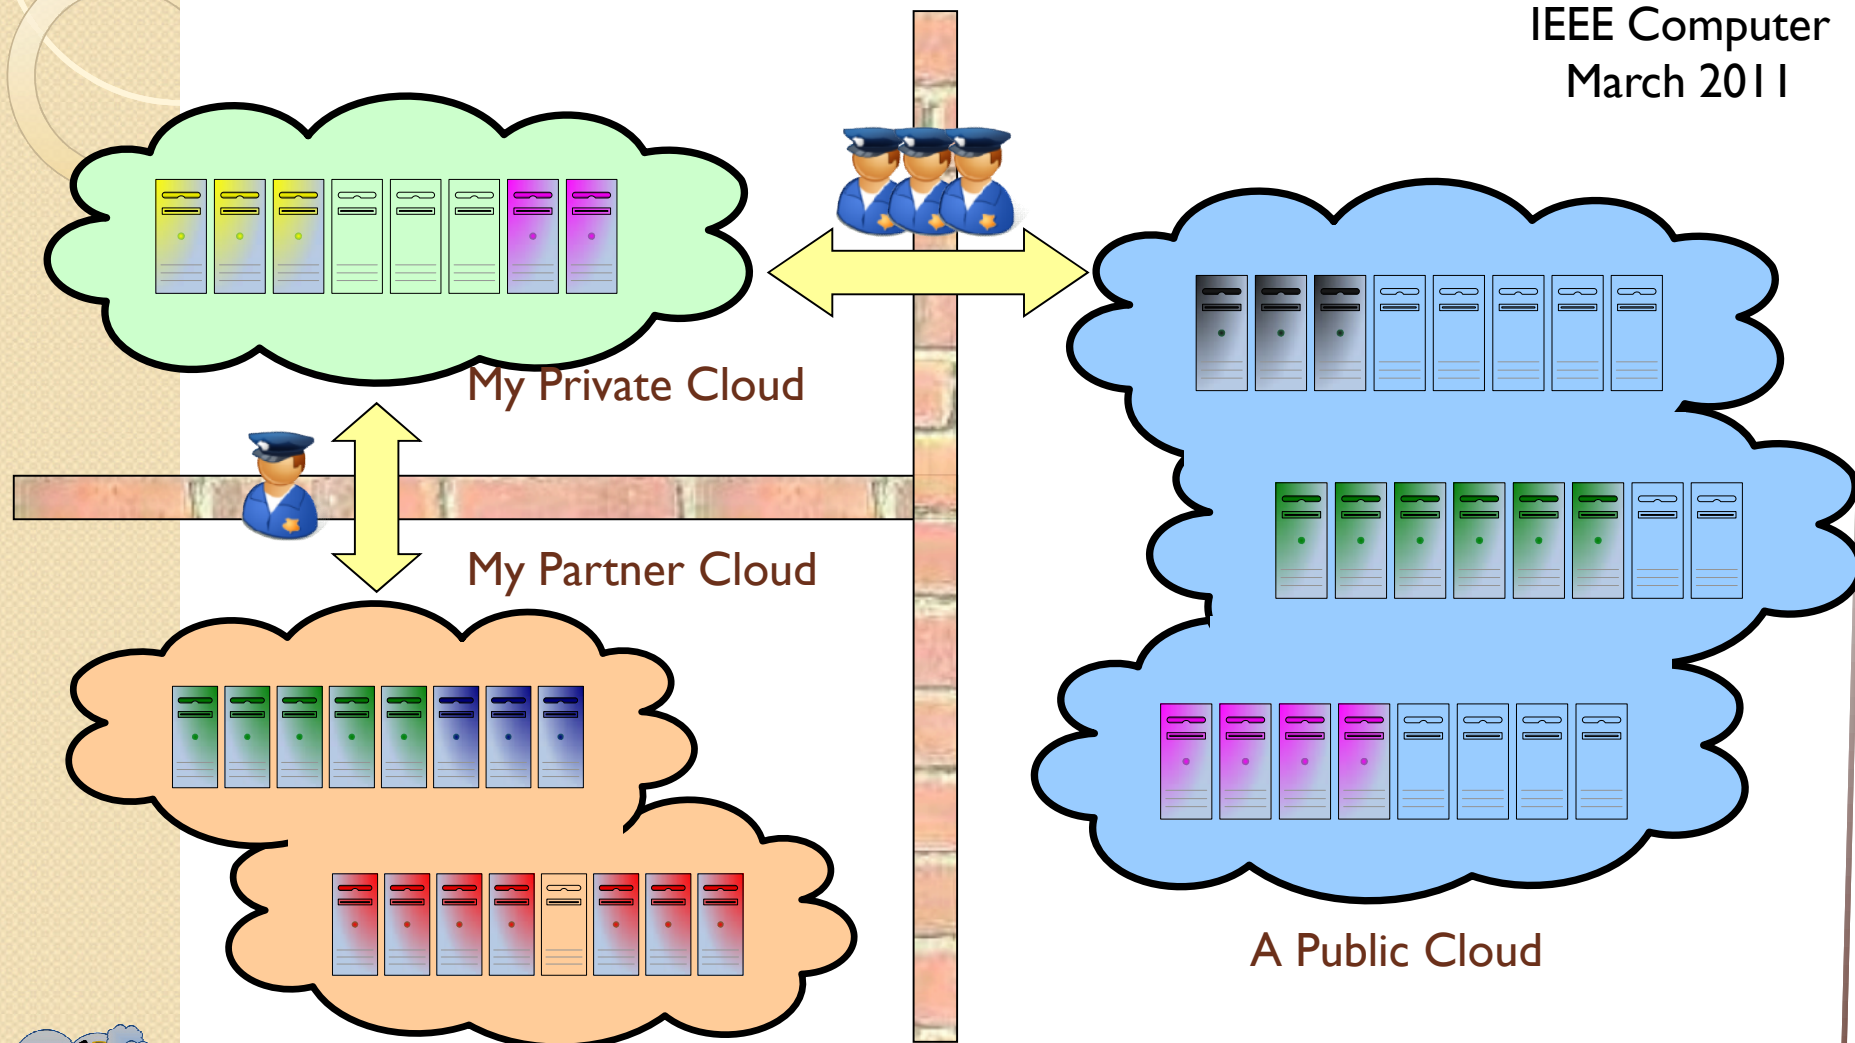 IEEE Computer
March 2011
My Private Cloud
My Partner Cloud
A Public Cloud